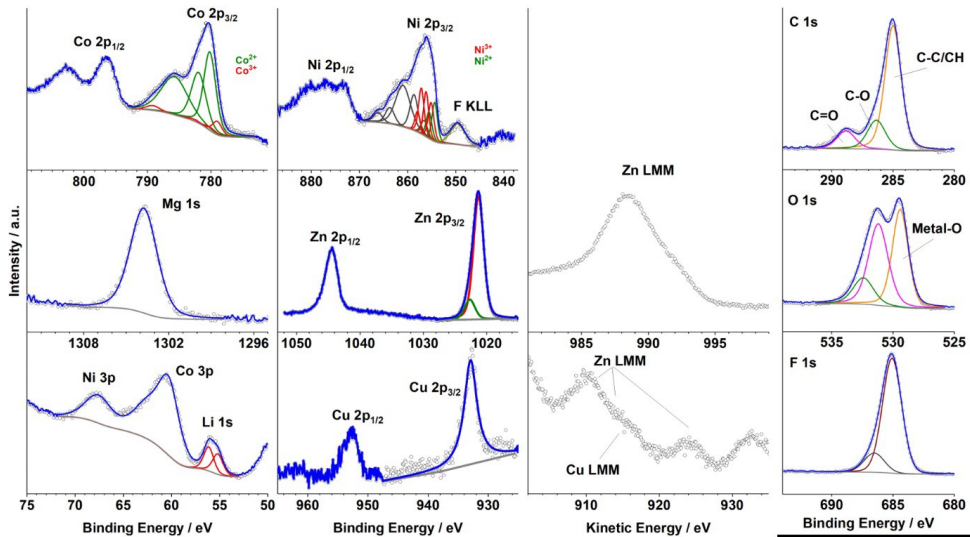 Intensity / a.u.
Co 2p1/2
Co 2p3/2
Co2+
Co3+
800 790 780
Ni 2p1/2
Ni 2p3/2
Ni3+
Ni2+
F KLL
880 870 860 850 840
C 1s
C-C/CH
C-O
C=O
290 285 280
Mg 1s
1308 1302 1296
Zn 2p1/2
Zn 2p3/2
1050 1040 1030 1020
Zn LMM
985 990 995
O 1s
Metal-O
535 530 525
Ni 3p
Co 3p
Li 1s
75 70 65 60 55 50
Binding Energy / eV
Cu 2p1/2
Cu 2p3/2
960 950 940 930
Binding Energy / eV
Zn LMM
Cu LMM
910 915 920 925 930
Kinetic Energy / eV
F 1s
690 685 680
Binding Energy / eV